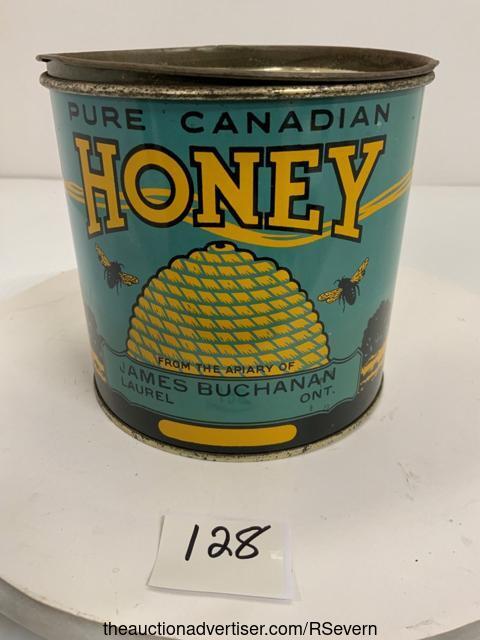 PURE CANADIAN
HONEY
FROM THE APIARY OF
JAMES BUCHANAN
LAUREL ONT.
128
theauctionadvertiser.com/RSevern